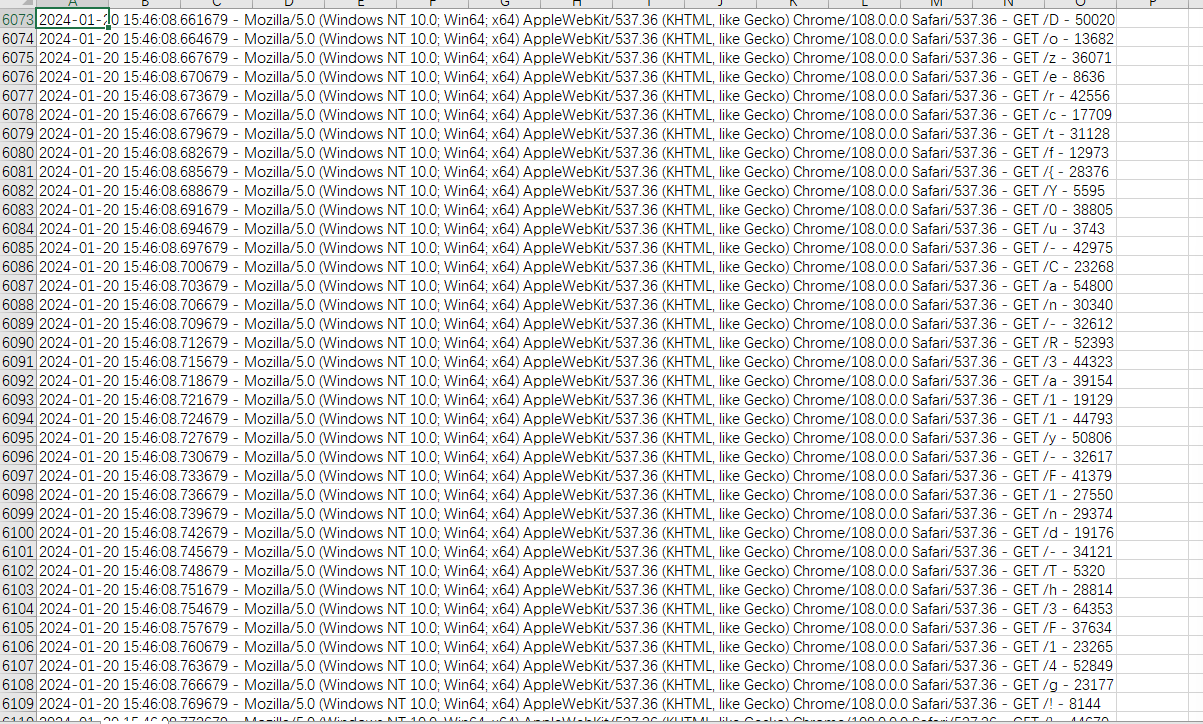 A B C D E F G H I J K L M N O P
6073 2024-01-20 15:46:08.661679 - Mozilla/5.0 (Windows NT 10.0; Win64; x64) AppleWebKit/537.36 (KHTML, like Gecko) Chrome/108.0.0.0 Safari/537.36 - GET /D - 50020
6074 2024-01-20 15:46:08.664679 - Mozilla/5.0 (Windows NT 10.0; Win64; x64) AppleWebKit/537.36 (KHTML, like Gecko) Chrome/108.0.0.0 Safari/537.36 - GET /o - 13682
6075 2024-01-20 15:46:08.667679 - Mozilla/5.0 (Windows NT 10.0; Win64; x64) AppleWebKit/537.36 (KHTML, like Gecko) Chrome/108.0.0.0 Safari/537.36 - GET /z - 36071
6076 2024-01-20 15:46:08.670679 - Mozilla/5.0 (Windows NT 10.0; Win64; x64) AppleWebKit/537.36 (KHTML, like Gecko) Chrome/108.0.0.0 Safari/537.36 - GET /e - 8636
6077 2024-01-20 15:46:08.673679 - Mozilla/5.0 (Windows NT 10.0; Win64; x64) AppleWebKit/537.36 (KHTML, like Gecko) Chrome/108.0.0.0 Safari/537.36 - GET /r - 42556
6078 2024-01-20 15:46:08.676679 - Mozilla/5.0 (Windows NT 10.0; Win64; x64) AppleWebKit/537.36 (KHTML, like Gecko) Chrome/108.0.0.0 Safari/537.36 - GET /c - 17709
6079 2024-01-20 15:46:08.679679 - Mozilla/5.0 (Windows NT 10.0; Win64; x64) AppleWebKit/537.36 (KHTML, like Gecko) Chrome/108.0.0.0 Safari/537.36 - GET /t - 31128
6080 2024-01-20 15:46:08.682679 - Mozilla/5.0 (Windows NT 10.0; Win64; x64) AppleWebKit/537.36 (KHTML, like Gecko) Chrome/108.0.0.0 Safari/537.36 - GET /f - 12973
6081 2024-01-20 15:46:08.685679 - Mozilla/5.0 (Windows NT 10.0; Win64; x64) AppleWebKit/537.36 (KHTML, like Gecko) Chrome/108.0.0.0 Safari/537.36 - GET /{ - 28376
6082 2024-01-20 15:46:08.688679 - Mozilla/5.0 (Windows NT 10.0; Win64; x64) AppleWebKit/537.36 (KHTML, like Gecko) Chrome/108.0.0.0 Safari/537.36 - GET /Y - 5595
6083 2024-01-20 15:46:08.691679 - Mozilla/5.0 (Windows NT 10.0; Win64; x64) AppleWebKit/537.36 (KHTML, like Gecko) Chrome/108.0.0.0 Safari/537.36 - GET /0 - 38805
6084 2024-01-20 15:46:08.694679 - Mozilla/5.0 (Windows NT 10.0; Win64; x64) AppleWebKit/537.36 (KHTML, like Gecko) Chrome/108.0.0.0 Safari/537.36 - GET /u - 3743
6085 2024-01-20 15:46:08.697679 - Mozilla/5.0 (Windows NT 10.0; Win64; x64) AppleWebKit/537.36 (KHTML, like Gecko) Chrome/108.0.0.0 Safari/537.36 - GET /- - 42975
6086 2024-01-20 15:46:08.700679 - Mozilla/5.0 (Windows NT 10.0; Win64; x64) AppleWebKit/537.36 (KHTML, like Gecko) Chrome/108.0.0.0 Safari/537.36 - GET /C - 23268
6087 2024-01-20 15:46:08.703679 - Mozilla/5.0 (Windows NT 10.0; Win64; x64) AppleWebKit/537.36 (KHTML, like Gecko) Chrome/108.0.0.0 Safari/537.36 - GET /a - 54800
6088 2024-01-20 15:46:08.706679 - Mozilla/5.0 (Windows NT 10.0; Win64; x64) AppleWebKit/537.36 (KHTML, like Gecko) Chrome/108.0.0.0 Safari/537.36 - GET /n - 30340
6089 2024-01-20 15:46:08.709679 - Mozilla/5.0 (Windows NT 10.0; Win64; x64) AppleWebKit/537.36 (KHTML, like Gecko) Chrome/108.0.0.0 Safari/537.36 - GET /- - 32612
6090 2024-01-20 15:46:08.712679 - Mozilla/5.0 (Windows NT 10.0; Win64; x64) AppleWebKit/537.36 (KHTML, like Gecko) Chrome/108.0.0.0 Safari/537.36 - GET /R - 52393
6091 2024-01-20 15:46:08.715679 - Mozilla/5.0 (Windows NT 10.0; Win64; x64) AppleWebKit/537.36 (KHTML, like Gecko) Chrome/108.0.0.0 Safari/537.36 - GET /3 - 44323
6092 2024-01-20 15:46:08.718679 - Mozilla/5.0 (Windows NT 10.0; Win64; x64) AppleWebKit/537.36 (KHTML, like Gecko) Chrome/108.0.0.0 Safari/537.36 - GET /a - 39154
6093 2024-01-20 15:46:08.721679 - Mozilla/5.0 (Windows NT 10.0; Win64; x64) AppleWebKit/537.36 (KHTML, like Gecko) Chrome/108.0.0.0 Safari/537.36 - GET /1 - 19129
6094 2024-01-20 15:46:08.724679 - Mozilla/5.0 (Windows NT 10.0; Win64; x64) AppleWebKit/537.36 (KHTML, like Gecko) Chrome/108.0.0.0 Safari/537.36 - GET /1 - 44793
6095 2024-01-20 15:46:08.727679 - Mozilla/5.0 (Windows NT 10.0; Win64; x64) AppleWebKit/537.36 (KHTML, like Gecko) Chrome/108.0.0.0 Safari/537.36 - GET /y - 50806
6096 2024-01-20 15:46:08.730679 - Mozilla/5.0 (Windows NT 10.0; Win64; x64) AppleWebKit/537.36 (KHTML, like Gecko) Chrome/108.0.0.0 Safari/537.36 - GET /- - 32617
6097 2024-01-20 15:46:08.733679 - Mozilla/5.0 (Windows NT 10.0; Win64; x64) AppleWebKit/537.36 (KHTML, like Gecko) Chrome/108.0.0.0 Safari/537.36 - GET /F - 41379
6098 2024-01-20 15:46:08.736679 - Mozilla/5.0 (Windows NT 10.0; Win64; x64) AppleWebKit/537.36 (KHTML, like Gecko) Chrome/108.0.0.0 Safari/537.36 - GET /1 - 27550
6099 2024-01-20 15:46:08.739679 - Mozilla/5.0 (Windows NT 10.0; Win64; x64) AppleWebKit/537.36 (KHTML, like Gecko) Chrome/108.0.0.0 Safari/537.36 - GET /n - 29374
6100 2024-01-20 15:46:08.742679 - Mozilla/5.0 (Windows NT 10.0; Win64; x64) AppleWebKit/537.36 (KHTML, like Gecko) Chrome/108.0.0.0 Safari/537.36 - GET /d - 19176
6101 2024-01-20 15:46:08.745679 - Mozilla/5.0 (Windows NT 10.0; Win64; x64) AppleWebKit/537.36 (KHTML, like Gecko) Chrome/108.0.0.0 Safari/537.36 - GET /- - 34121
6102 2024-01-20 15:46:08.748679 - Mozilla/5.0 (Windows NT 10.0; Win64; x64) AppleWebKit/537.36 (KHTML, like Gecko) Chrome/108.0.0.0 Safari/537.36 - GET /T - 5320
6103 2024-01-20 15:46:08.751679 - Mozilla/5.0 (Windows NT 10.0; Win64; x64) AppleWebKit/537.36 (KHTML, like Gecko) Chrome/108.0.0.0 Safari/537.36 - GET /h - 28814
6104 2024-01-20 15:46:08.754679 - Mozilla/5.0 (Windows NT 10.0; Win64; x64) AppleWebKit/537.36 (KHTML, like Gecko) Chrome/108.0.0.0 Safari/537.36 - GET /3 - 64353
6105 2024-01-20 15:46:08.757679 - Mozilla/5.0 (Windows NT 10.0; Win64; x64) AppleWebKit/537.36 (KHTML, like Gecko) Chrome/108.0.0.0 Safari/537.36 - GET /F - 37634
6106 2024-01-20 15:46:08.760679 - Mozilla/5.0 (Windows NT 10.0; Win64; x64) AppleWebKit/537.36 (KHTML, like Gecko) Chrome/108.0.0.0 Safari/537.36 - GET /1 - 23265
6107 2024-01-20 15:46:08.763679 - Mozilla/5.0 (Windows NT 10.0; Win64; x64) AppleWebKit/537.36 (KHTML, like Gecko) Chrome/108.0.0.0 Safari/537.36 - GET /4 - 52849
6108 2024-01-20 15:46:08.766679 - Mozilla/5.0 (Windows NT 10.0; Win64; x64) AppleWebKit/537.36 (KHTML, like Gecko) Chrome/108.0.0.0 Safari/537.36 - GET /g - 23177
6109 2024-01-20 15:46:08.769679 - Mozilla/5.0 (Windows NT 10.0; Win64; x64) AppleWebKit/537.36 (KHTML, like Gecko) Chrome/108.0.0.0 Safari/537.36 - GET /! - 8144